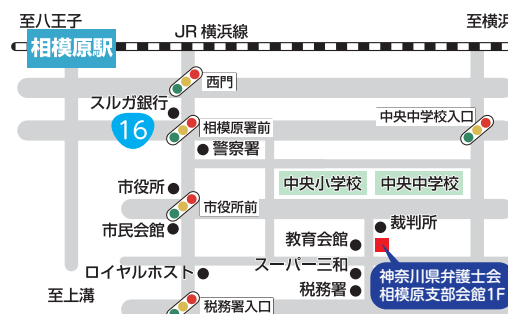 至八王子
至横浜
JR 横浜線
相模原駅
西門
スルガ銀行
中央中学校入口
16
相模原署前
警察署
市役所
中央小学校
中央中学校
市役所前
市民会館
裁判所
教育会館
スーパー三和
ロイヤルホスト
神奈川県弁護士会
相模原支部会館1F
税務署
至上溝
税務署入口